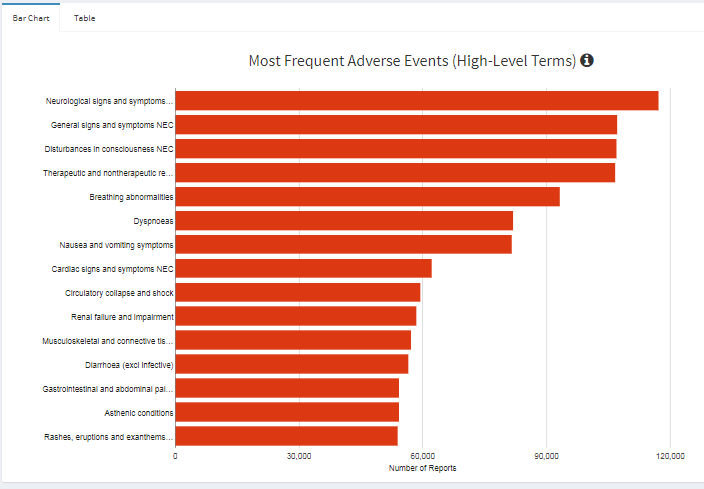 Bar Chart
Table
Most Frequent Adverse Events (High-Level Terms)
Neurological signs and symptoms...
General signs and symptoms NEC
Disturbances in consciousness NEC
Therapeutic and nontherapeutic re...
Breathing abnormalities
Dyspnoeas
Nausea and vomiting symptoms
Cardiac signs and symptoms NEC
Circulatory collapse and shock
Renal failure and impairment
Musculoskeletal and connective tis...
Diarrhoea (excl infective)
Gastrointestinal and abdominal pai...
Asthenic conditions
Rashes, eruptions and exanthems...
0 30,000 60,000 90,000 120,000
Number of Reports